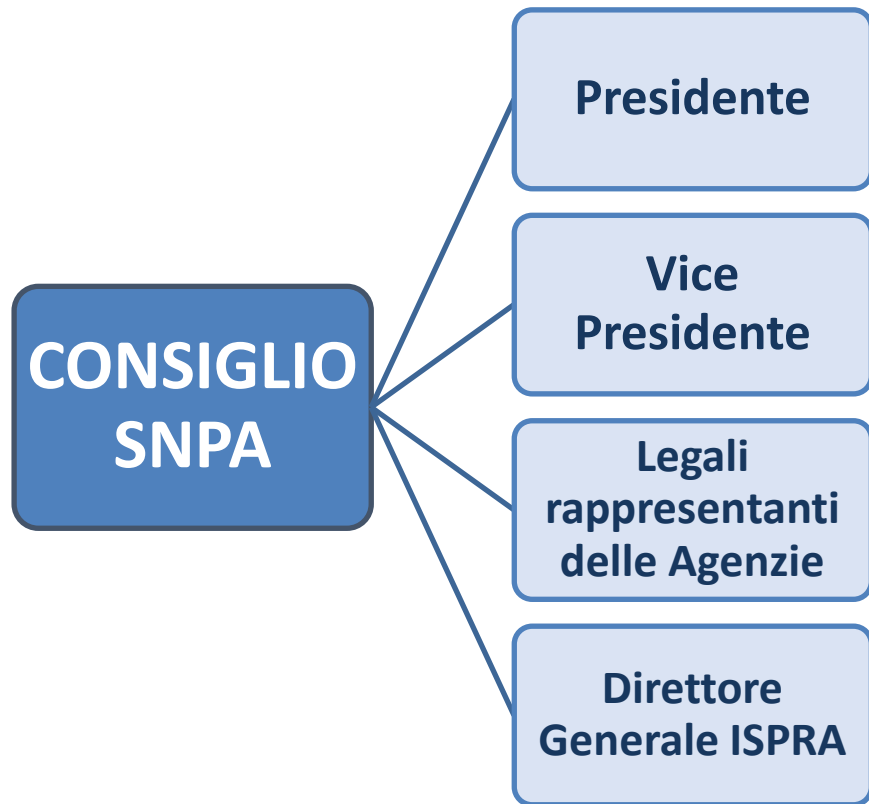 CONSIGLIO
SNPA
Presidente
Vice
Presidente
Legali
rappresentanti
delle Agenzie
Direttore
Generale ISPRA